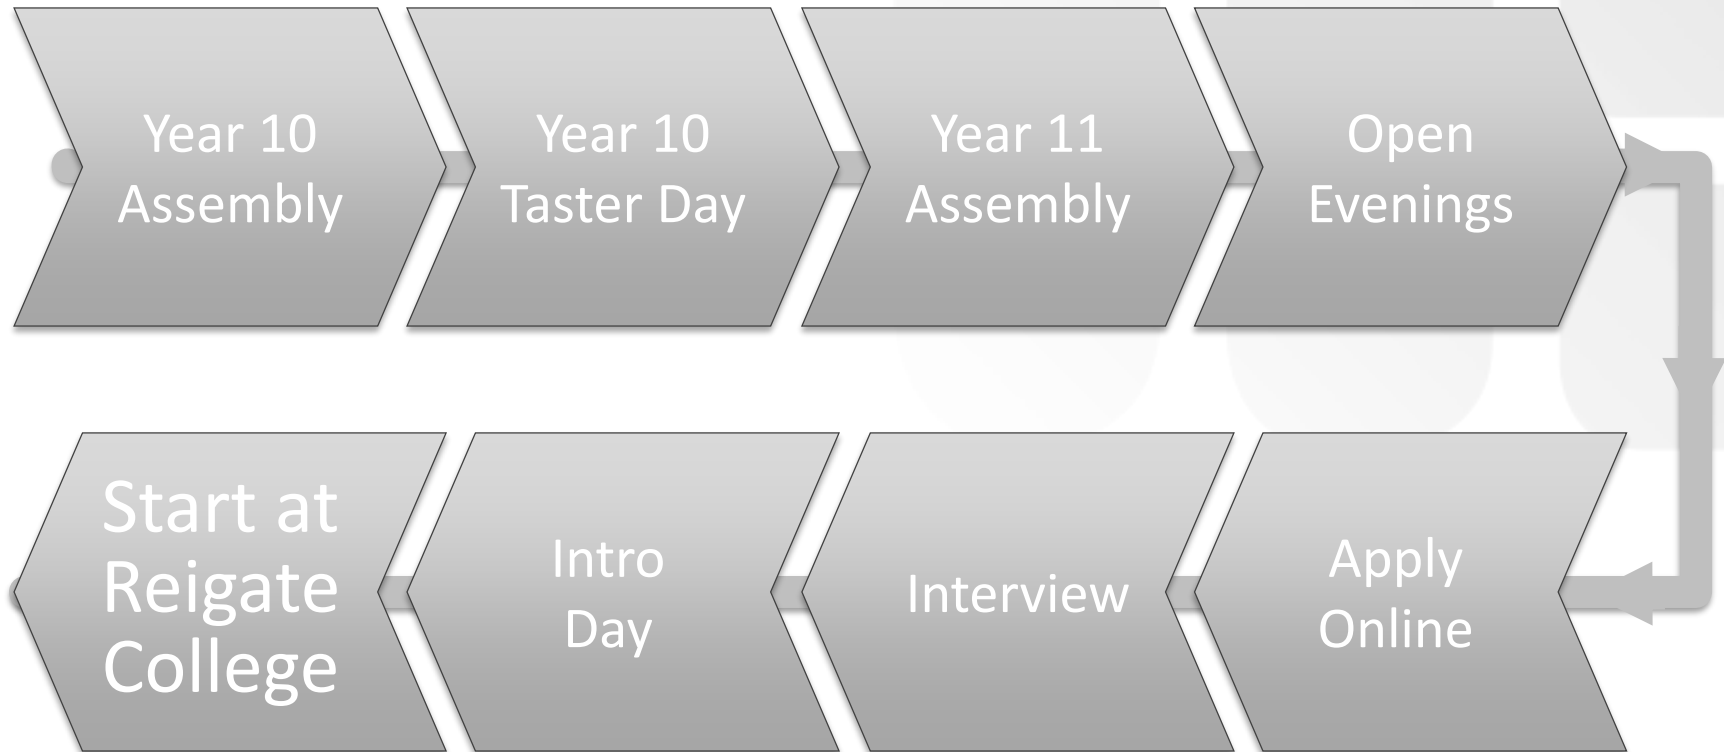 Year 10
Assembly
Year 10
Taster Day
Year 11
Assembly
Open
Evenings
Apply
Online
Interview
Intro
Day
Start at
Reigate
College